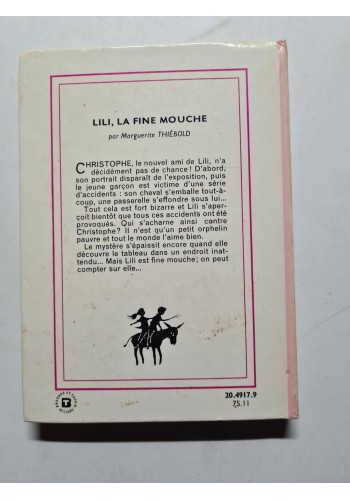 LILI, LA FINE MOUCHE
par Marguerite THIÉBOLD
CHRISTOPHE, le nouvel ami de Lili, n'a
décidément pas de chance ! D'abord,
son portrait disparaît de l'exposition, puis
le jeune garçon est victime d'une série
d'accidents : son cheval s'emballe tout-à-
coup, une passerelle s'effondre sous lui...
Tout cela est fort bizarre et Lili s'aper-
çoit bientôt que tous ces accidents ont été
provoqués. Qui s'acharne ainsi contre
Christophe? Il n'est qu'un petit orphelin
pauvre et tout le monde l'aime bien.
Le mystère s'épaissit encore quand elle
découvre le tableau dans un endroit inat-
tendu... Mais Lili est fine mouche; on peut
compter sur elle...
20.4917.9
75.11